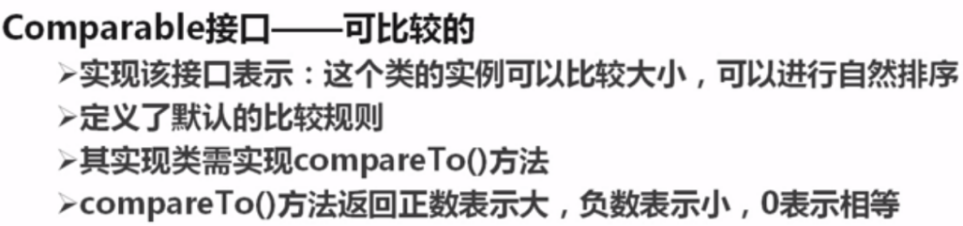 Comparable接口——可比较的
➢实现该接口表示：这个类的实例可以比较大小，可以进行自然排序
➢定义了默认的比较规则
➢其实现类需实现compareTo()方法
➢compareTo()方法返回正数表示大，负数表示小，0表示相等